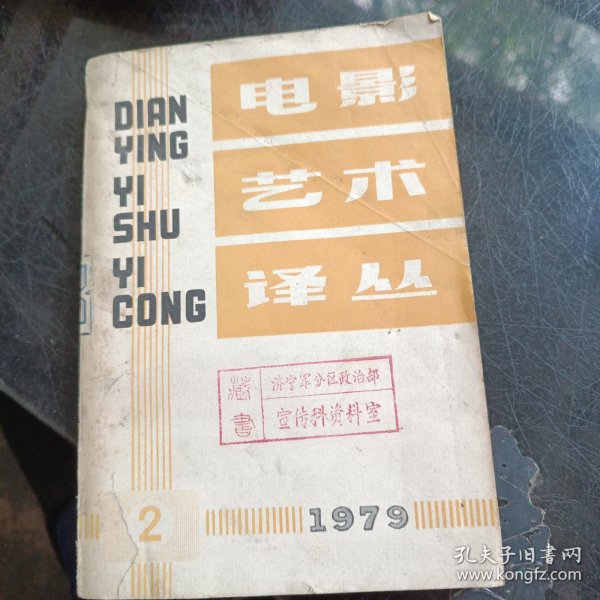 电影
艺术
译丛
DIAN
YING
YI
SHU
YI
CONG
藏書
济宁军分区政治部
宣传科资料室
2
1979
孔夫子旧书网
www.kongfz.com